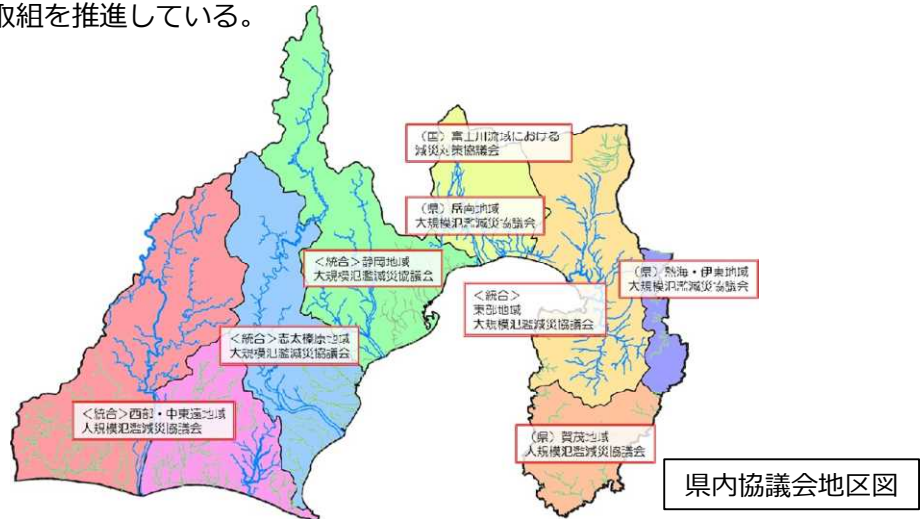 取組を推進している。
（国）富士川流域における
減災対策協議会
（県）岳南地域
大規模氾濫減災協議会
＜統合＞静岡地域
大規模氾濫減災協議会
（県）熱海・伊東地域
大規模氾濫減災協議会
＜統合＞
東部地域
大規模氾濫減災協議会
＜統合＞志太榛原地域
大規模氾濫減災協議会
＜統合＞西部・中東遠地域
大規模氾濫減災協議会
（県）賀茂地域
大規模氾濫減災協議会
県内協議会地区図